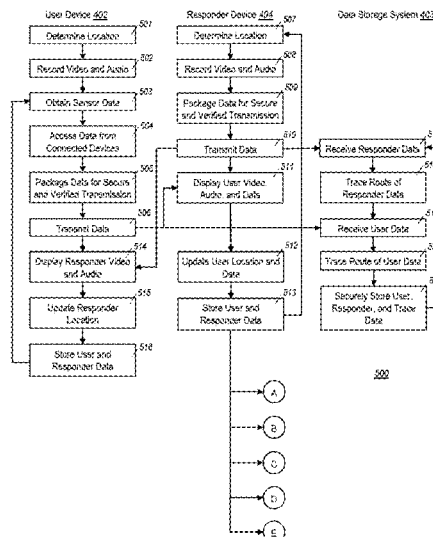 User Device 402
501
Determine Location
502
Record Video and Audio
503
Obtain Sensor Data
504
Access Data from
Connected Devices
505
Package Data for Secure
and Verified Transmission
506
Transmit Data
514
Display Responder Video
and Audio
515
Update Responder
Location
516
Store User and
Responder Data
Responder Device 404
507
Determine Location
508
Record Video and Audio
509
Package Data for Secure
and Verified Transmission
510
Transmit Data
511
Display User Video,
Audio, and Data
512
Update User Location and
Data
513
Store User and
Responder Data
A
B
C
D
E
Data Storage System 403
Receive Responder Data
Trace Route of
Responder Data
Receive User Data
Trace Route of User Data
Securely Store User,
Responder, and Trace
Data
500